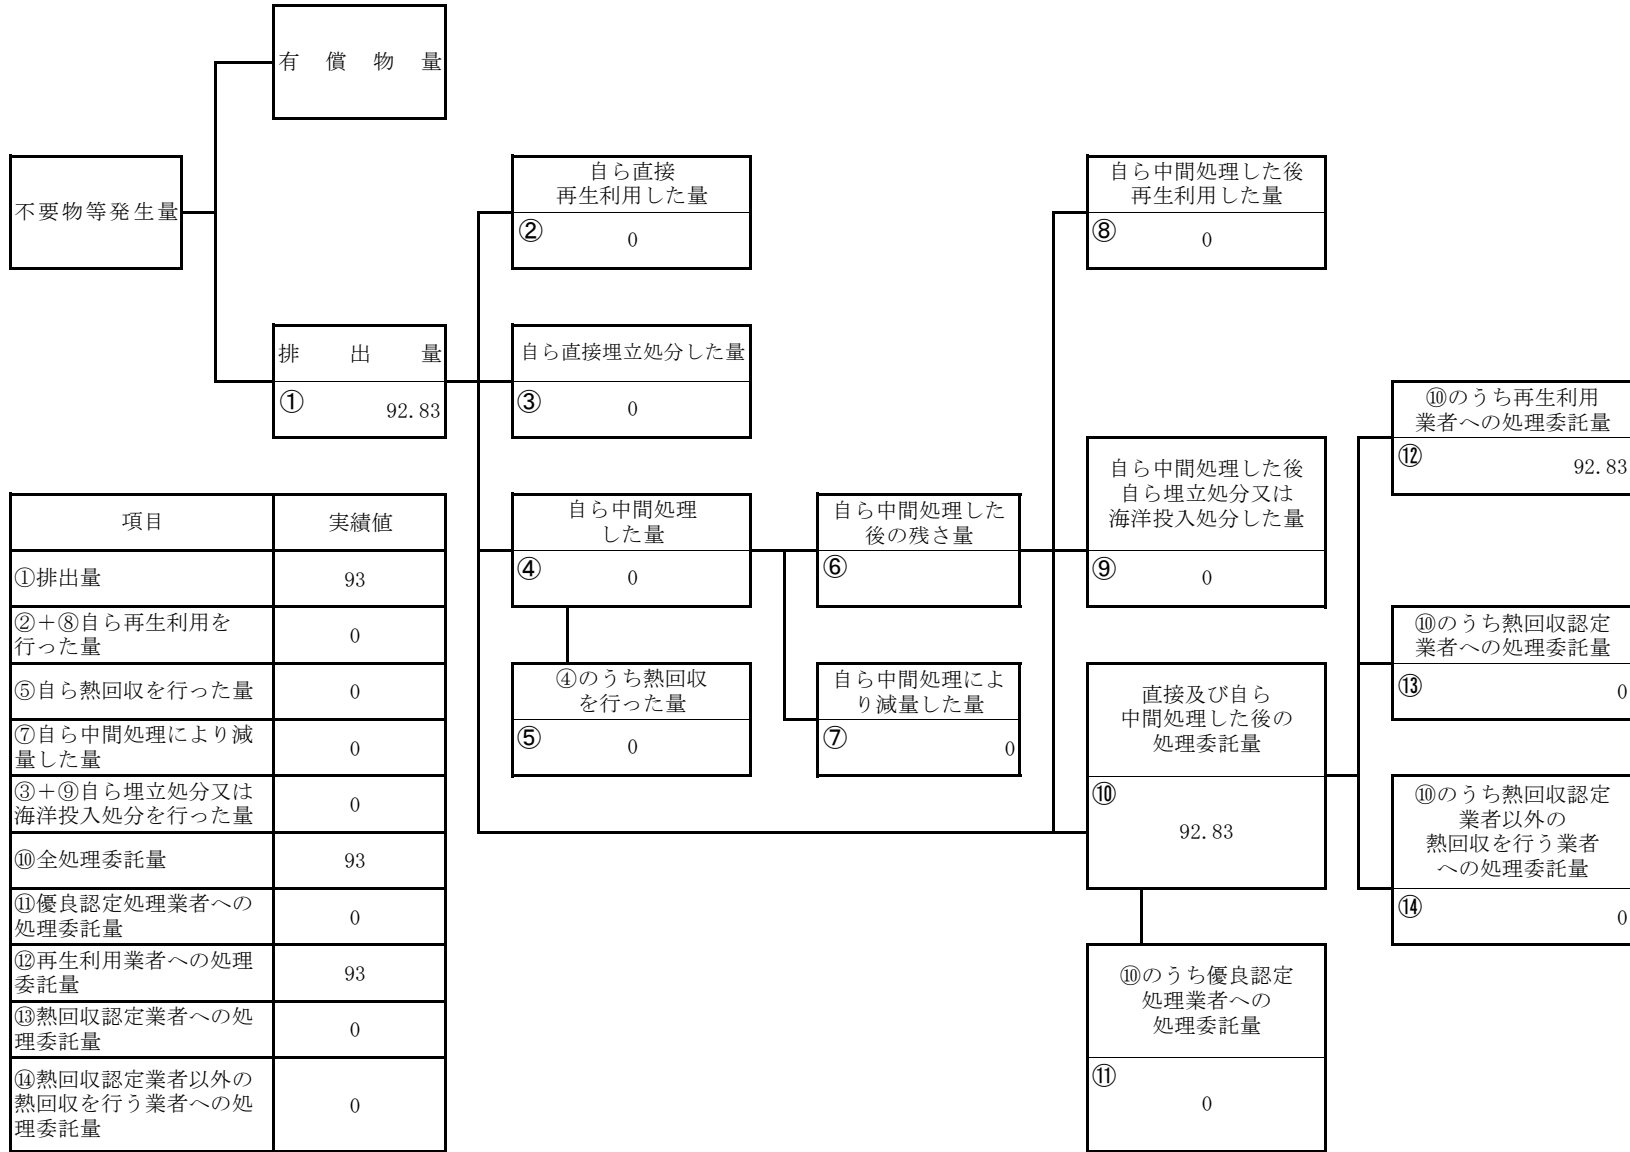 有償物量
不要物等発生量
排出量
①
92.83
自ら直接
再生利用した量
②
0
自ら直接埋立処分した量
③
0
自ら中間処理
した量
④
0
④のうち熱回収
を行った量
⑤
0
自ら中間処理した
後の残さ量
⑥
自ら中間処理によ
り減量した量
⑦
0
自ら中間処理した後
再生利用した量
⑧
0
自ら中間処理した後
自ら埋立処分又は
海洋投入処分した量
⑨
0
直接及び自ら
中間処理した後の
処理委託量
⑩
92.83
⑩のうち優良認定
処理業者への
処理委託量
⑪
0
⑩のうち再生利用
業者への処理委託量
⑫
92.83
⑩のうち熱回収認定
業者への処理委託量
⑬
0
⑩のうち熱回収認定
業者以外の
熱回収を行う業者
への処理委託量
⑭
0
項目 実績値
①排出量 93
②＋⑧自ら再生利用を
行った量 0
⑤自ら熱回収を行った量 0
⑦自ら中間処理により減
量した量 0
③＋⑨自ら埋立処分又は
海洋投入処分を行った量 0
⑩全処理委託量 93
⑪優良認定処理業者への
処理委託量 0
⑫再生利用業者への処理
委託量 93
⑬熱回収認定業者への処
理委託量 0
⑭熱回収認定業者以外の
熱回収を行う業者への処
理委託量 0